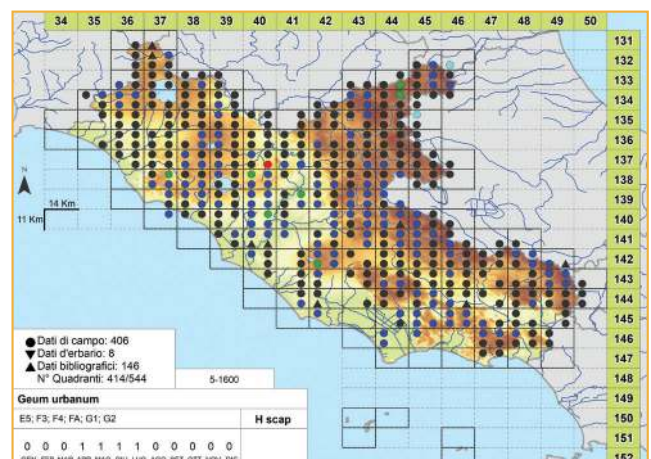 34 35 36 37 38 39 40 41 42 43 44 45 46 47 48 49 50
131
132
133
134
135
136
137
138
139
140
141
142
143
144
145
146
147
148
149
150
151
152
N
14 Km
11 Km
Dati di campo: 406
Dati d'erbario: 8
Dati bibliografici: 146
N° Quadranti: 414/544
5-1600
Geum urbanum
E5; F3; F4; FA; G1; G2
H scap
0 0 0 1 1 1 1 0 0 0 0 0